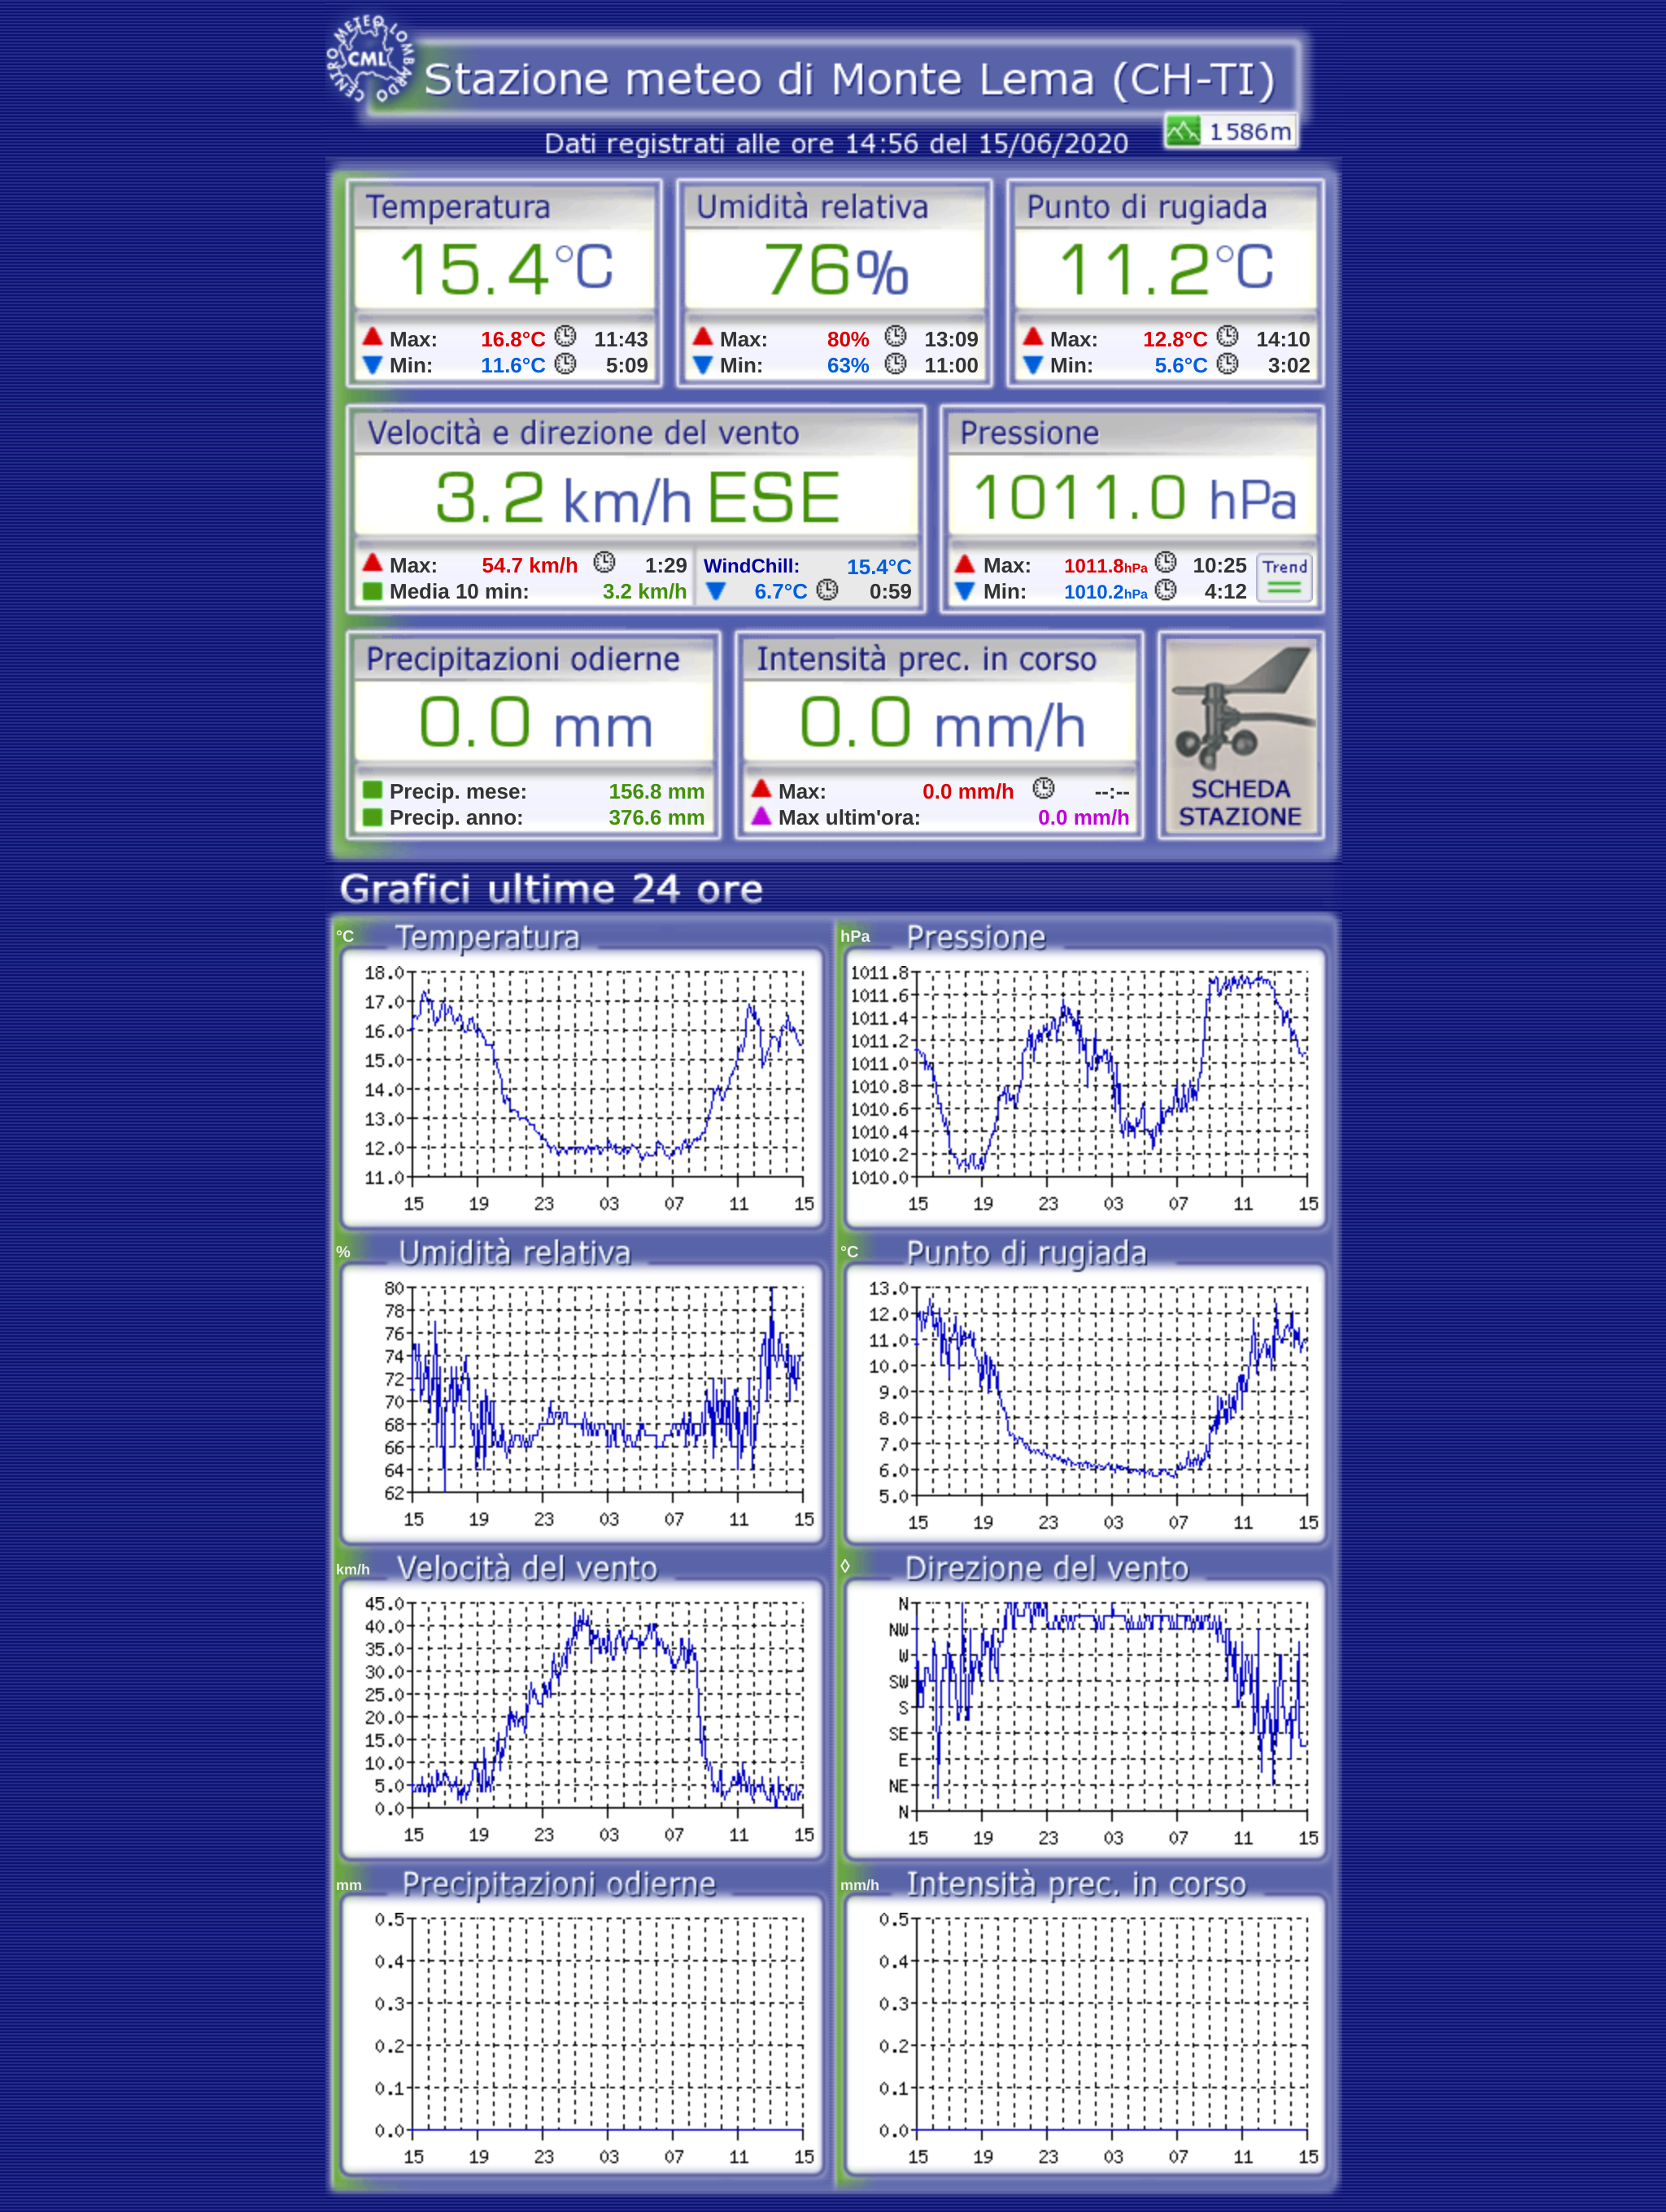 CENTRO METEO LOMBARDO
CML
Stazione meteo di Monte Lema (CH-TI)
Dati registrati alle ore 14:56 del 15/06/2020
1586m
Temperatura Umidità relativa Punto di rugiada
15.4°C 76% 11.2°C
Max: 16.8°C 11:43 Max: 80% 13:09 Max: 12.8°C 14:10
Min: 11.6°C 5:09 Min: 63% 11:00 Min: 5.6°C 3:02
Velocità e direzione del vento Pressione
3.2 km/h ESE 1011.0 hPa
Max: 54.7 km/h 1:29 WindChill: 15.4°C Max: 1011.8hPa 10:25 Trend
Media 10 min: 3.2 km/h 6.7°C 0:59 Min: 1010.2hPa 4:12
Precipitazioni odierne Intensità prec. in corso
0.0 mm 0.0 mm/h
Precip. mese: 156.8 mm Max: 0.0 mm/h --:-- SCHEDA
Precip. anno: 376.6 mm Max ultim'ora: 0.0 mm/h STAZIONE
Grafici ultime 24 ore
°C Temperatura
18.0
17.0
16.0
15.0
14.0
13.0
12.0
11.0
15 19 23 03 07 11 15
hPa Pressione
1011.8
1011.6
1011.4
1011.2
1011.0
1010.8
1010.6
1010.4
1010.2
1010.0
15 19 23 03 07 11 15
% Umidità relativa
80
78
76
74
72
70
68
66
64
62
15 19 23 03 07 11 15
°C Punto di rugiada
13.0
12.0
11.0
10.0
9.0
8.0
7.0
6.0
5.0
15 19 23 03 07 11 15
km/h Velocità del vento
45.0
40.0
35.0
30.0
25.0
20.0
15.0
10.0
5.0
0.0
15 19 23 03 07 11 15
◊ Direzione del vento
N
NW
W
SW
S
SE
E
NE
N
15 19 23 03 07 11 15
mm Precipitazioni odierne
0.5
0.4
0.3
0.2
0.1
0.0
15 19 23 03 07 11 15
mm/h Intensità prec. in corso
0.5
0.4
0.3
0.2
0.1
0.0
15 19 23 03 07 11 15